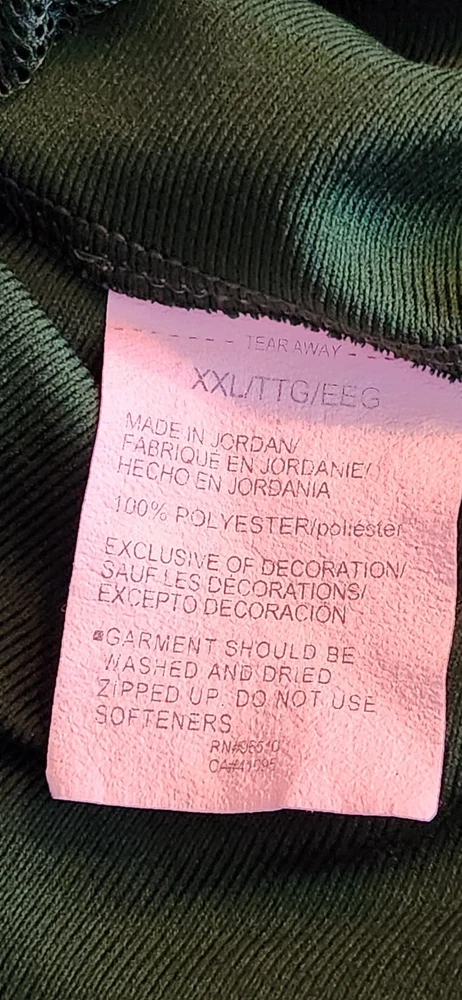 TEAR AWAY
XXL/TTG/EEG
MADE IN JORDAN/
FABRIQUÉ EN JORDANIE/
HECHO EN JORDANIA
100% POLYESTER/poliéster
EXCLUSIVE OF DECORATION/
SAUF LES DÉCORATIONS/
EXCEPTO DECORACIÓN
GARMENT SHOULD BE
WASHED AND DRIED
ZIPPED UP. DO NOT USE
SOFTENERS